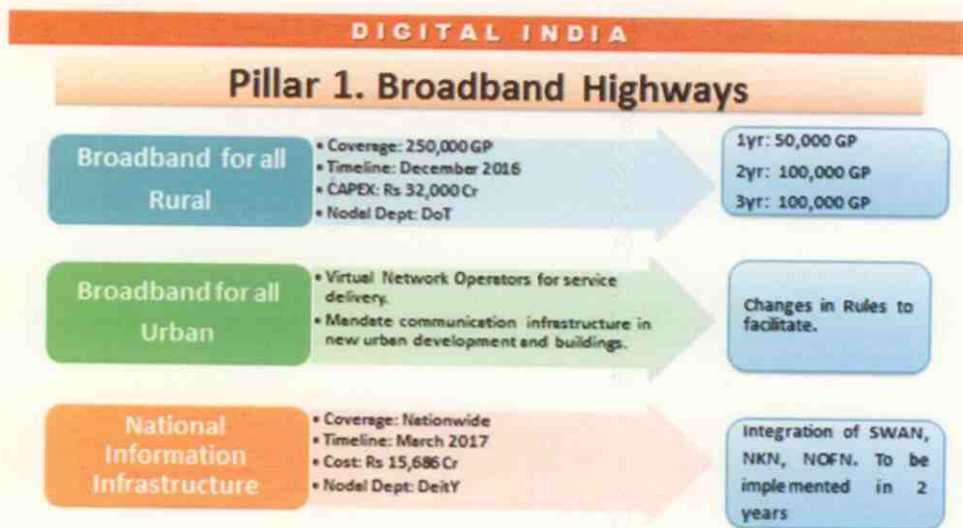 DIGITAL INDIA
Pillar 1. Broadband Highways
Broadband for all
Rural
• Coverage: 250,000 GP
• Timeline: December 2016
• CAPEX: Rs 32,000 Cr
• Nodal Dept: DoT
1yr: 50,000 GP
2yr: 100,000 GP
3yr: 100,000 GP
Broadband for all
Urban
• Virtual Network Operators for service
delivery.
• Mandate communication infrastructure in
new urban development and buildings.
Changes in Rules to
facilitate.
National
Information
Infrastructure
• Coverage: Nationwide
• Timeline: March 2017
• Cost: Rs 15,686 Cr
• Nodal Dept: DeitY
Integration of SWAN,
NKN, NOFN. To be
implemented in 2
years